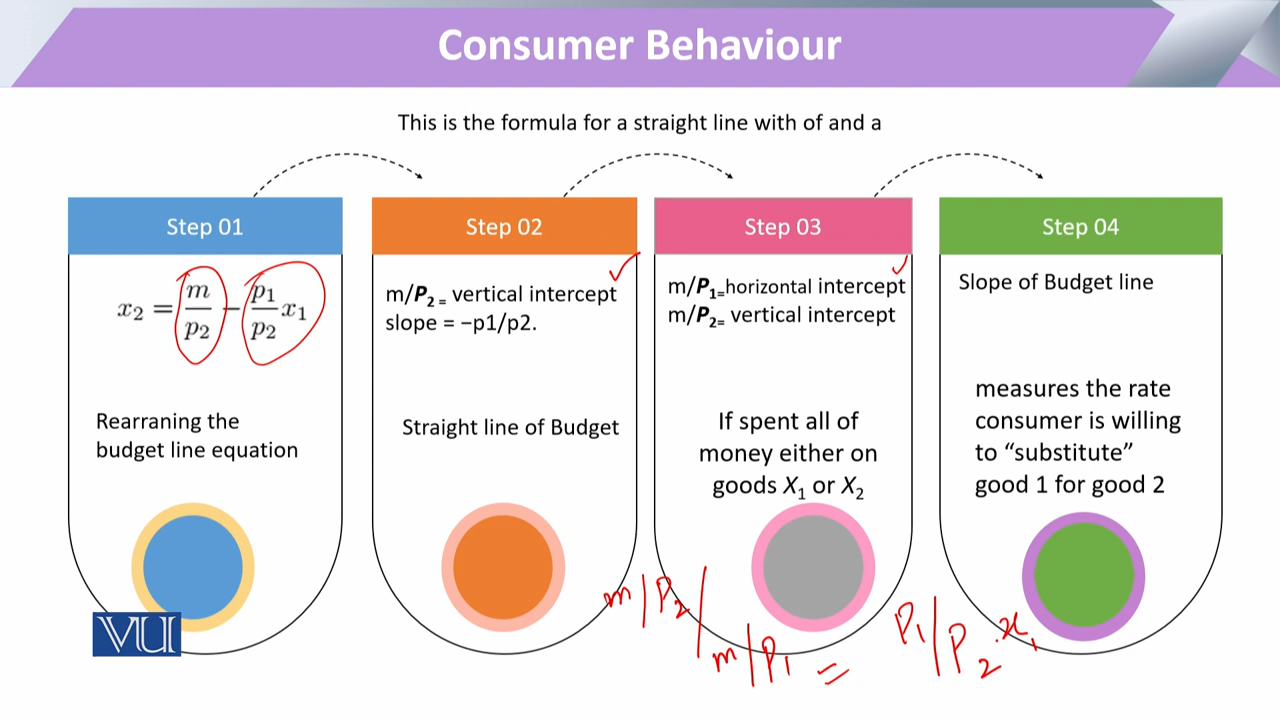 Consumer Behaviour
This is the formula for a straight line with of and a
Step 01
x₂ = m/p₂ − p₁/p₂ x₁
Rearraning the
budget line equation
Step 02
m/P₂ = vertical intercept
slope = −p1/p2.
Straight line of Budget
Step 03
m/P₁=horizontal intercept
m/P₂= vertical intercept
If spent all of
money either on
goods X₁ or X₂
Step 04
Slope of Budget line
measures the rate
consumer is willing
to “substitute”
good 1 for good 2
m/P₂ / m/P₁ = P₁/P₂ . x₁
VU